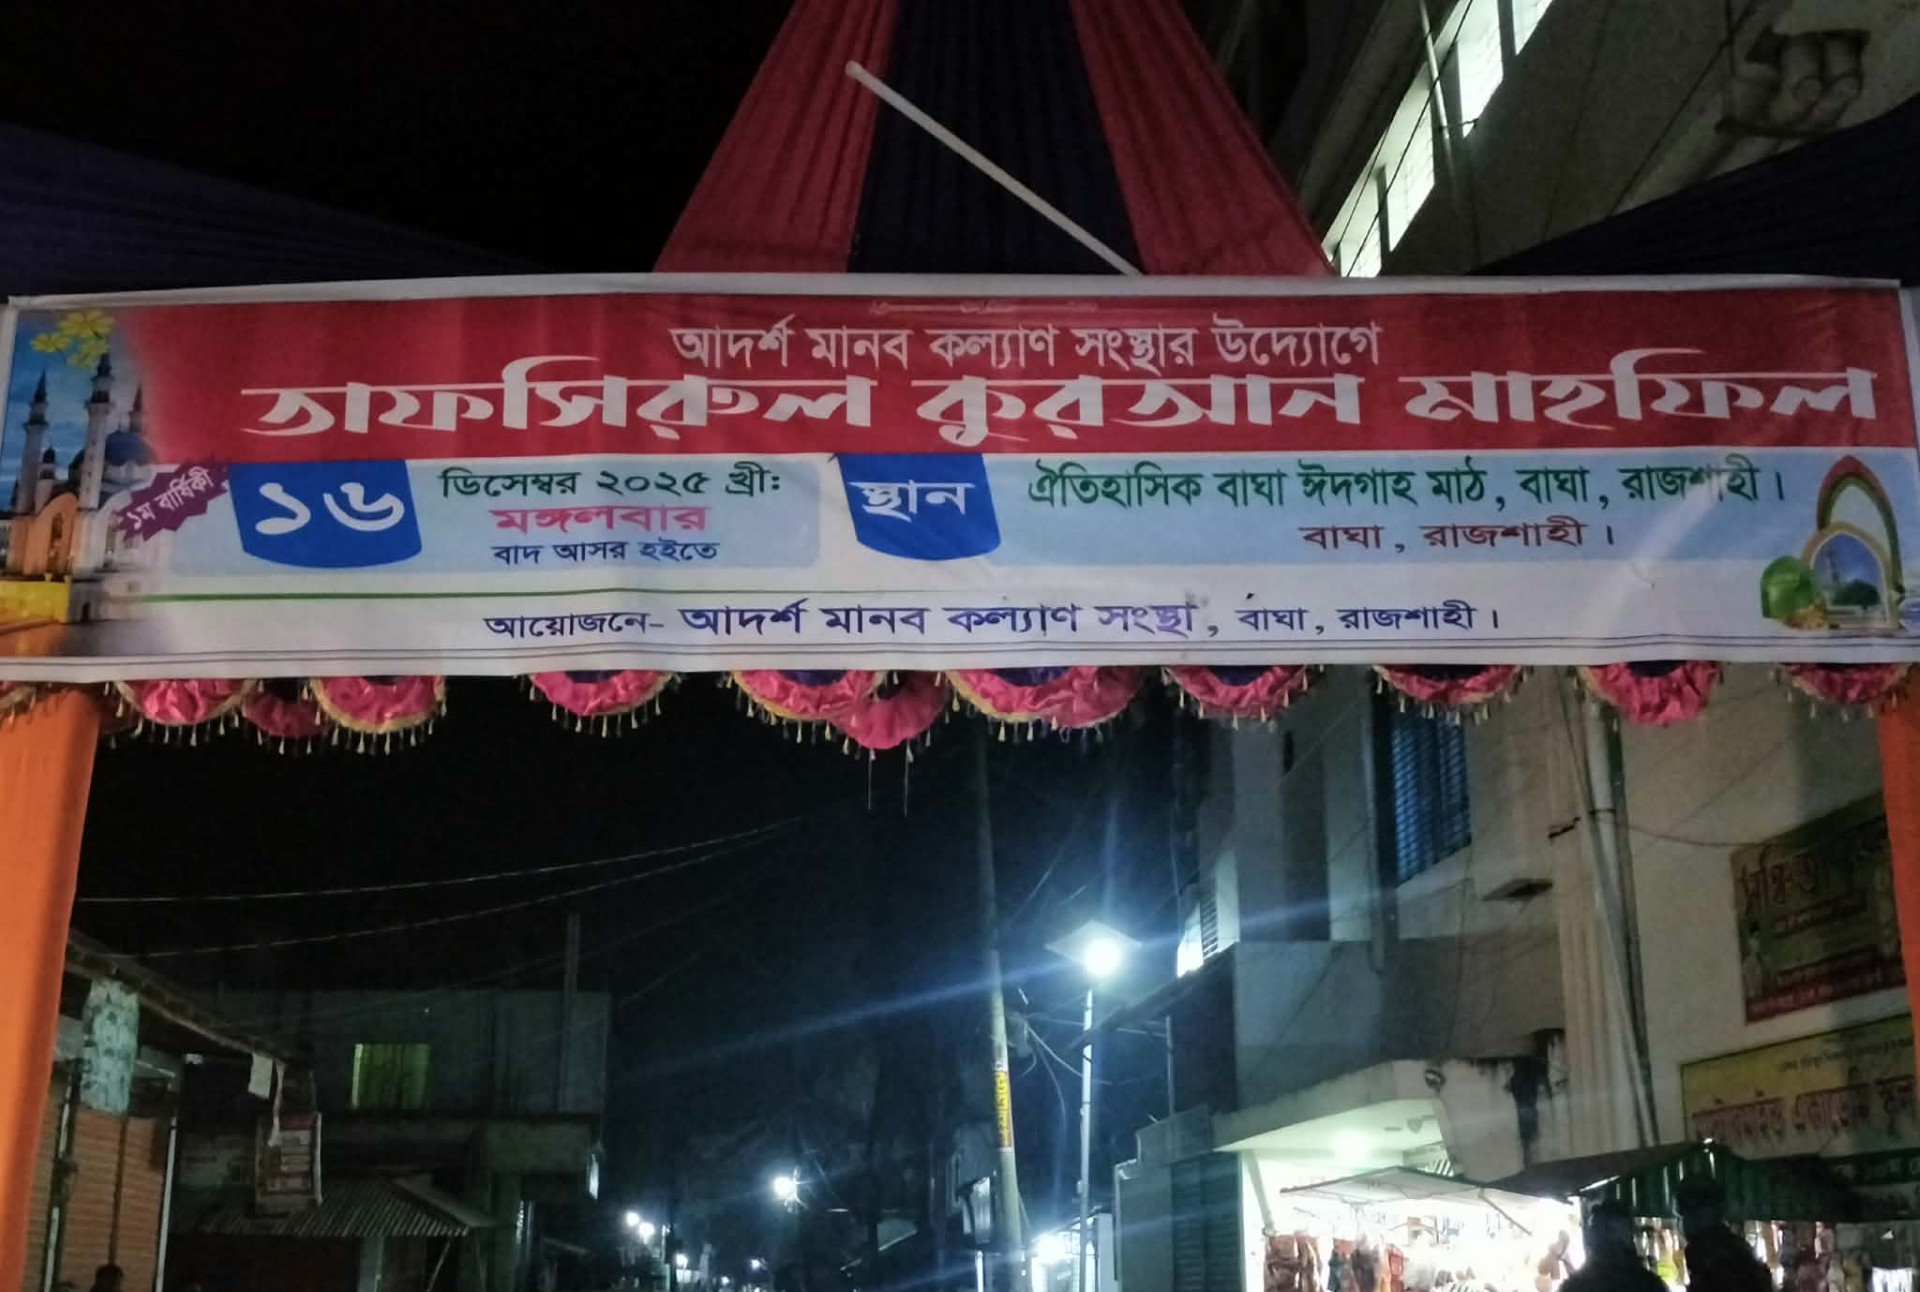 আদর্শ মানব কল্যাণ সংস্থার উদ্যোগে
তাফসিরুল কুরআন মাহফিল
১ম বার্ষিকী
১৬
ডিসেম্বর ২০২৫ খ্রী:
মঙ্গলবার
বাদ আসর হইতে
স্থান
ঐতিহাসিক বাঘা ঈদগাহ মাঠ, বাঘা, রাজশাহী।
বাঘা, রাজশাহী।
আয়োজনে- আদর্শ মানব কল্যাণ সংস্থা, বাঘা, রাজশাহী।